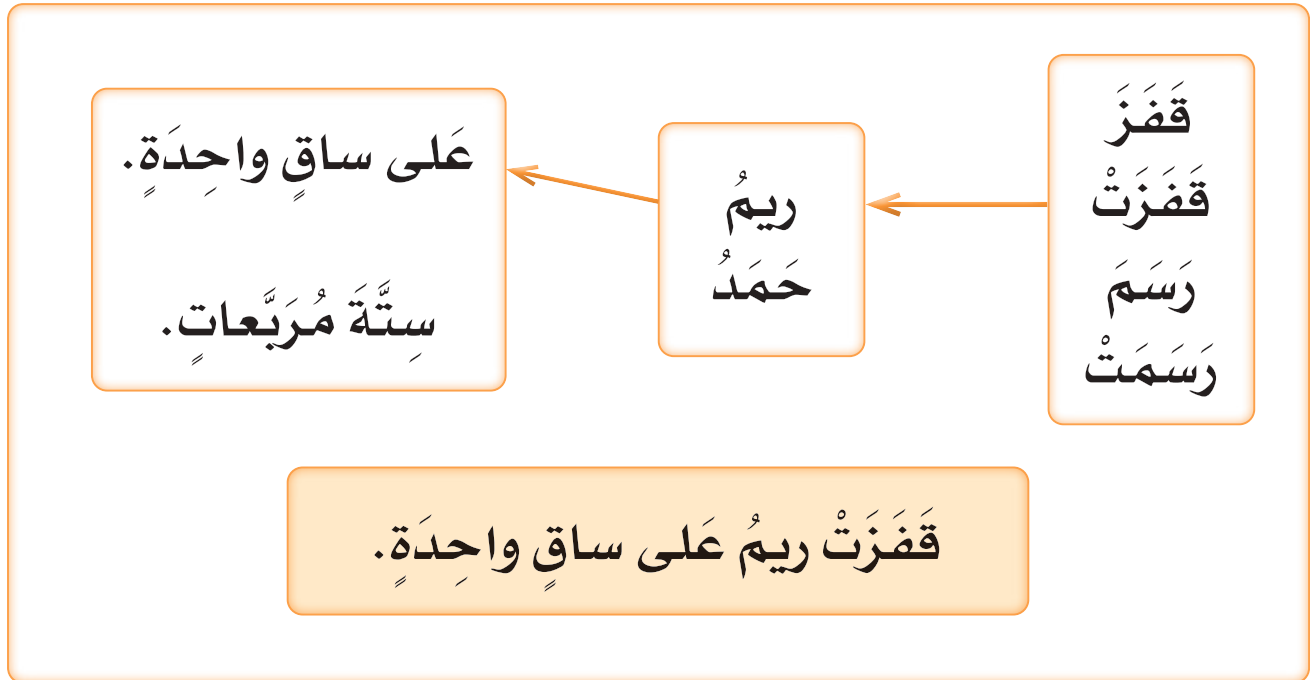 قَفَزَ
قَفَزَتْ
رَسَمَ
رَسَمَتْ
ريمُ
حَمَدُ
عَلى ساقٍ واحِدَةٍ.
سِتَّةَ مُرَبَّعاتٍ.
قَفَزَتْ ريمُ عَلى ساقٍ واحِدَةٍ.